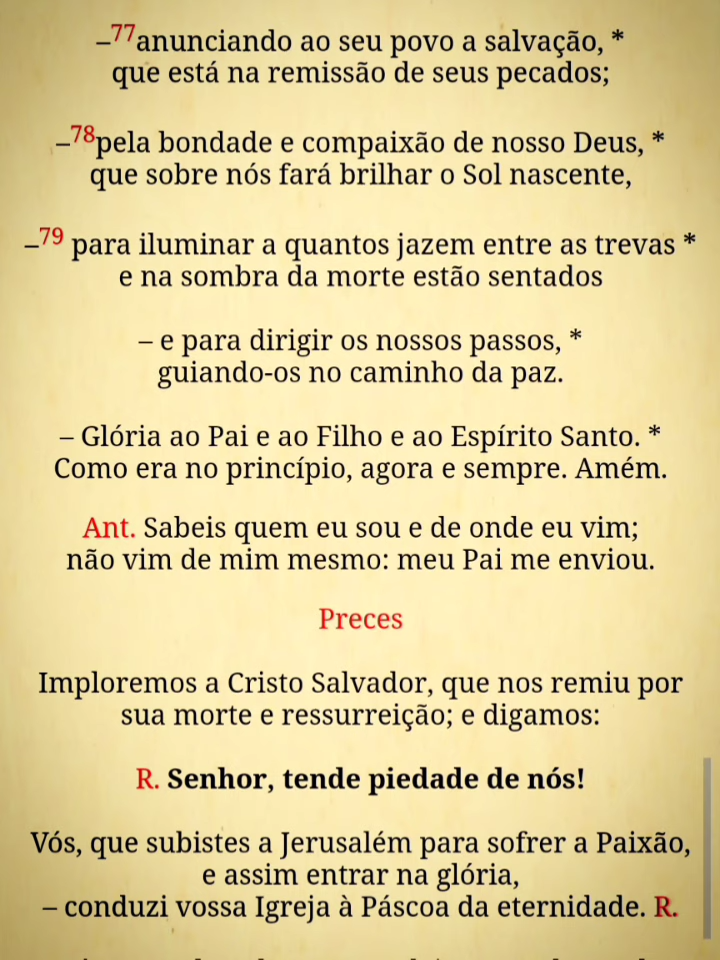 –77anunciando ao seu povo a salvação, *
que está na remissão de seus pecados;
–78pela bondade e compaixão de nosso Deus, *
que sobre nós fará brilhar o Sol nascente,
–79 para iluminar a quantos jazem entre as trevas *
e na sombra da morte estão sentados
– e para dirigir os nossos passos, *
guiando-os no caminho da paz.
– Glória ao Pai e ao Filho e ao Espírito Santo. *
Como era no princípio, agora e sempre. Amém.
Ant. Sabeis quem eu sou e de onde eu vim;
não vim de mim mesmo: meu Pai me enviou.
Preces
Imploremos a Cristo Salvador, que nos remiu por
sua morte e ressurreição; e digamos:
R. Senhor, tende piedade de nós!
Vós, que subistes a Jerusalém para sofrer a Paixão,
e assim entrar na glória,
– conduzi vossa Igreja à Páscoa da eternidade. R.